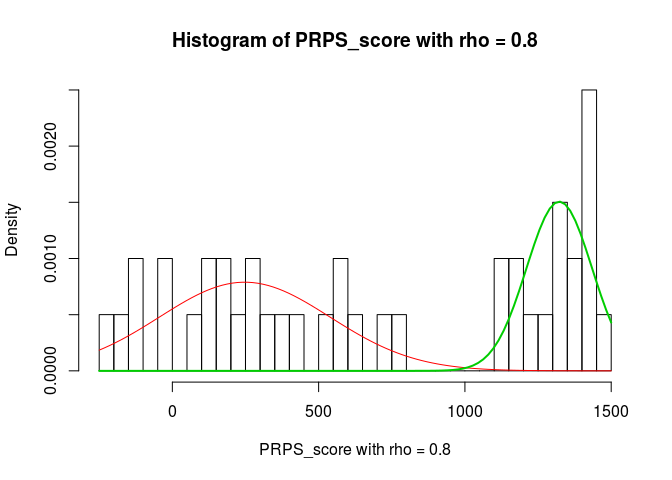 Histogram of PRPS_score with rho = 0.8
Density
0.0020
0.0010
0.0000
0 500 1000 1500
PRPS_score with rho = 0.8